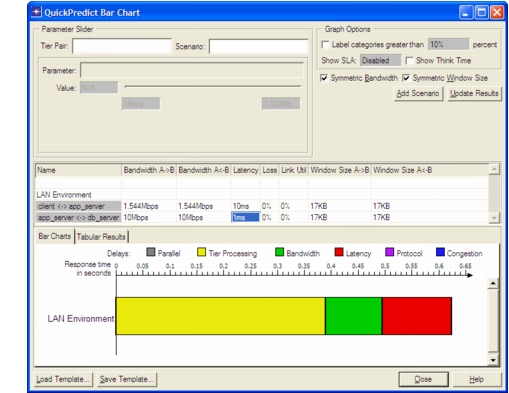 QuickPredict Bar Chart
Parameter Slider
Tier Pair:
Scenario:
Parameter:
Value: N/A
Graph Options
Label categories greater than 10% percent
Show SLA: Disabled Show Think Time
Symmetric Bandwidth Symmetric Window Size
Add Scenario Update Results
Name Bandwidth A->B Bandwidth A<-B Latency Loss Link Util Window Size A->B Window Size A<-B
LAN Environment
client <-> app_server 1.544Mbps 1.544Mbps 10ms 0% 0% 17KB 17KB
app_server <-> db_server 10Mbps 10Mbps 1ms 0% 0% 17KB 17KB
Bar Charts Tabular Results
Delays: Parallel Tier Processing Bandwidth Latency Protocol Congestion
Response time in seconds
0 0.05 0.1 0.15 0.2 0.25 0.3 0.35 0.4 0.45 0.5 0.55 0.6 0.65
LAN Environment
Load Template... Save Template... Close Help